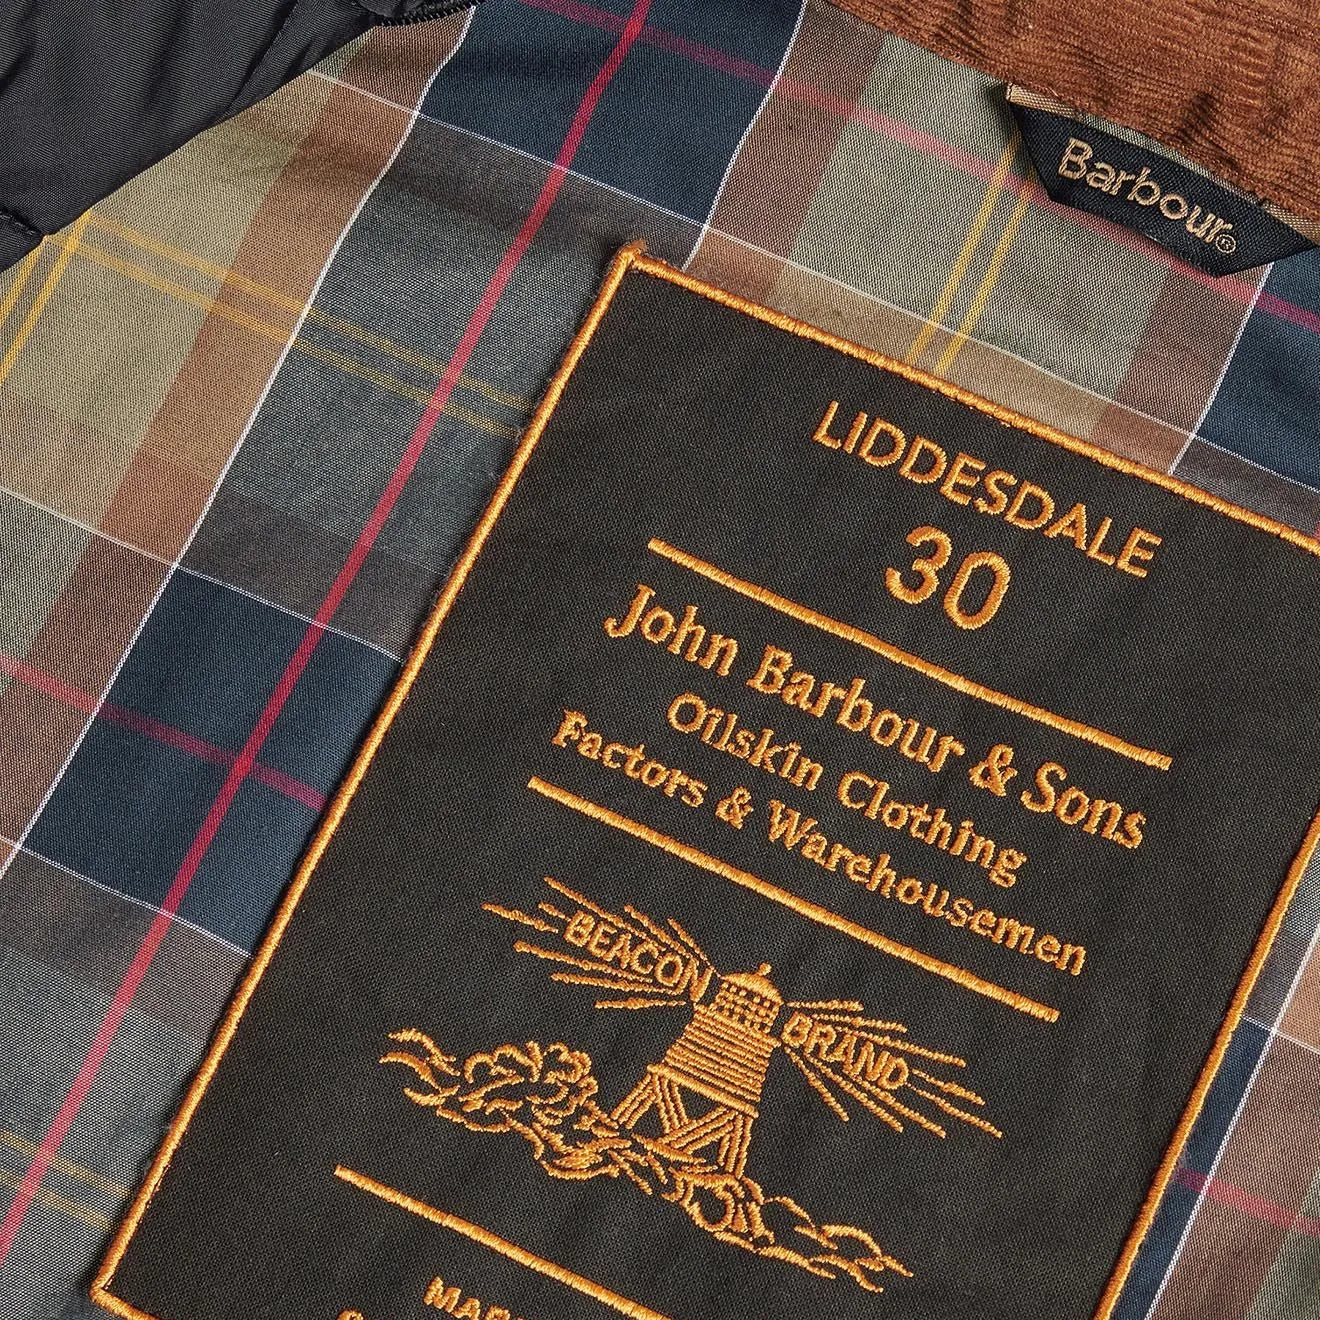 Barbour®
LIDDESDALE
30
John Barbour & Sons
Oilskin Clothing
Factors & Warehousemen
BEACON
BRAND